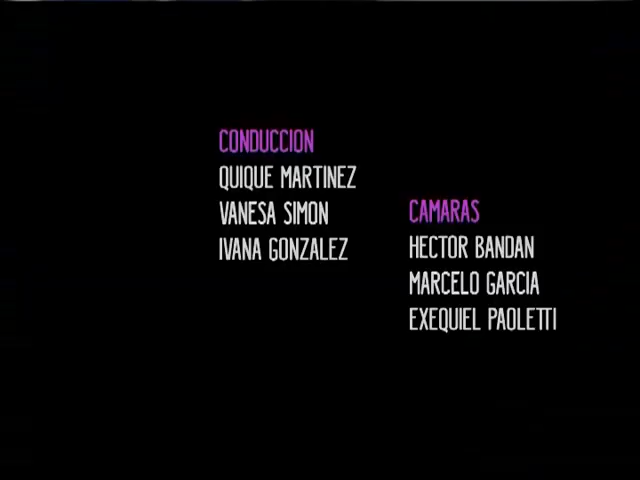 CONDUCCION
QUIQUE MARTINEZ
VANESA SIMON
IVANA GONZALEZ
CAMARAS
HECTOR BANDAN
MARCELO GARCIA
EXEQUIEL PAOLETTI